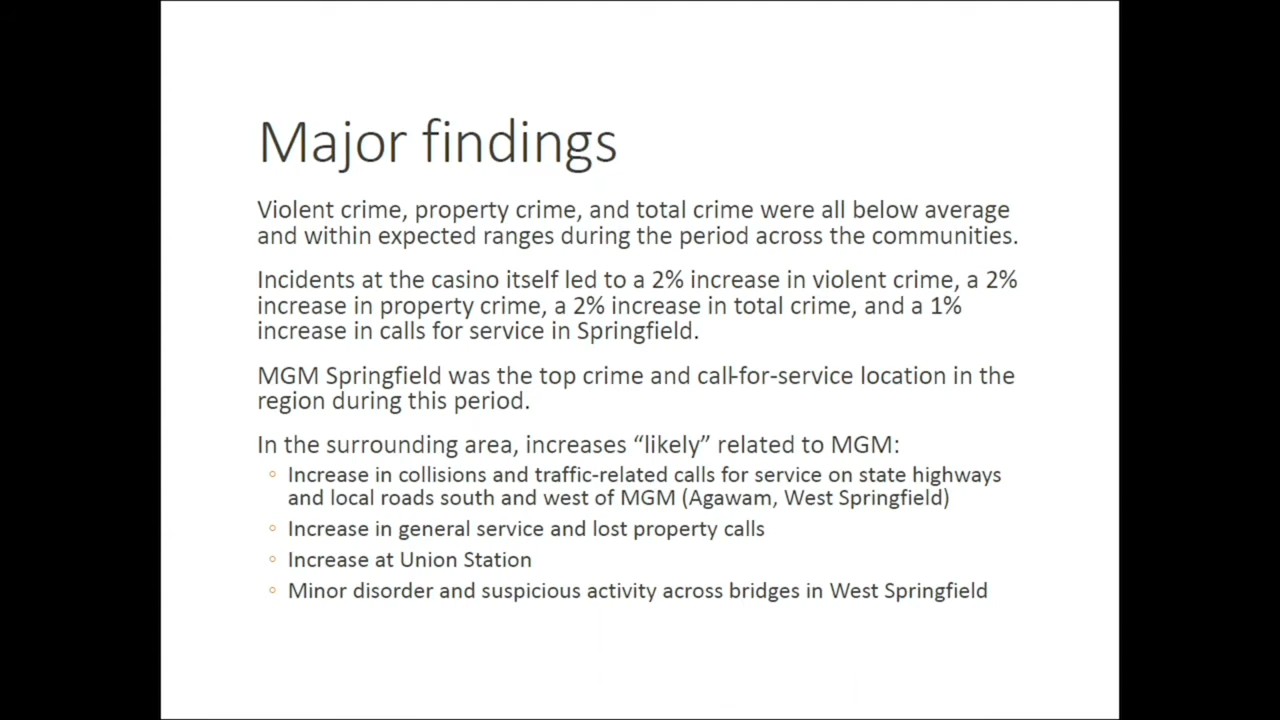 Major findings
Violent crime, property crime, and total crime were all below average
and within expected ranges during the period across the communities.
Incidents at the casino itself led to a 2% increase in violent crime, a 2%
increase in property crime, a 2% increase in total crime, and a 1%
increase in calls for service in Springfield.
MGM Springfield was the top crime and call-for-service location in the
region during this period.
In the surrounding area, increases “likely” related to MGM:
◦ Increase in collisions and traffic-related calls for service on state highways
and local roads south and west of MGM (Agawam, West Springfield)
◦ Increase in general service and lost property calls
◦ Increase at Union Station
◦ Minor disorder and suspicious activity across bridges in West Springfield